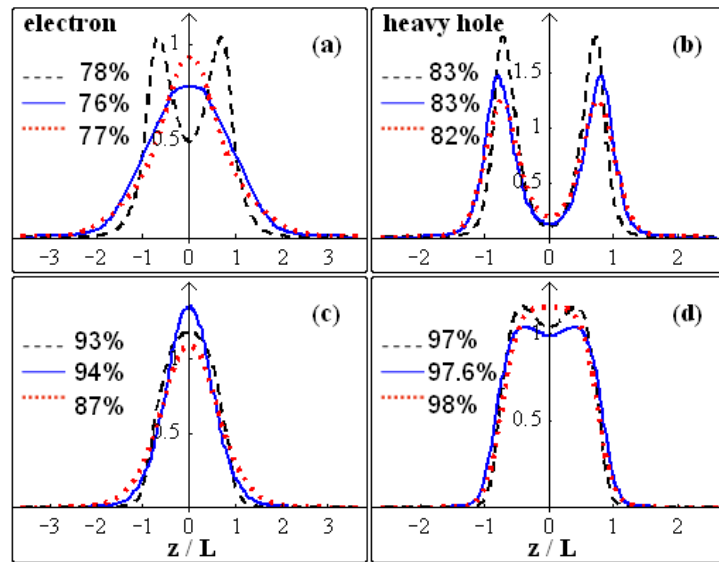 electron (a)
1
78%
76%
77%
0.5
-3 -2 -1 0 1 2 3
heavy hole (b)
1.5
83%
83%
82%
1
0.5
-2 -1 0 1 2
(c)
93%
94%
87%
1
0.5
-3 -2 -1 0 1 2 3
z / L
(d)
97%
97.6%
98%
1
0.5
-2 -1 0 1 2
z / L